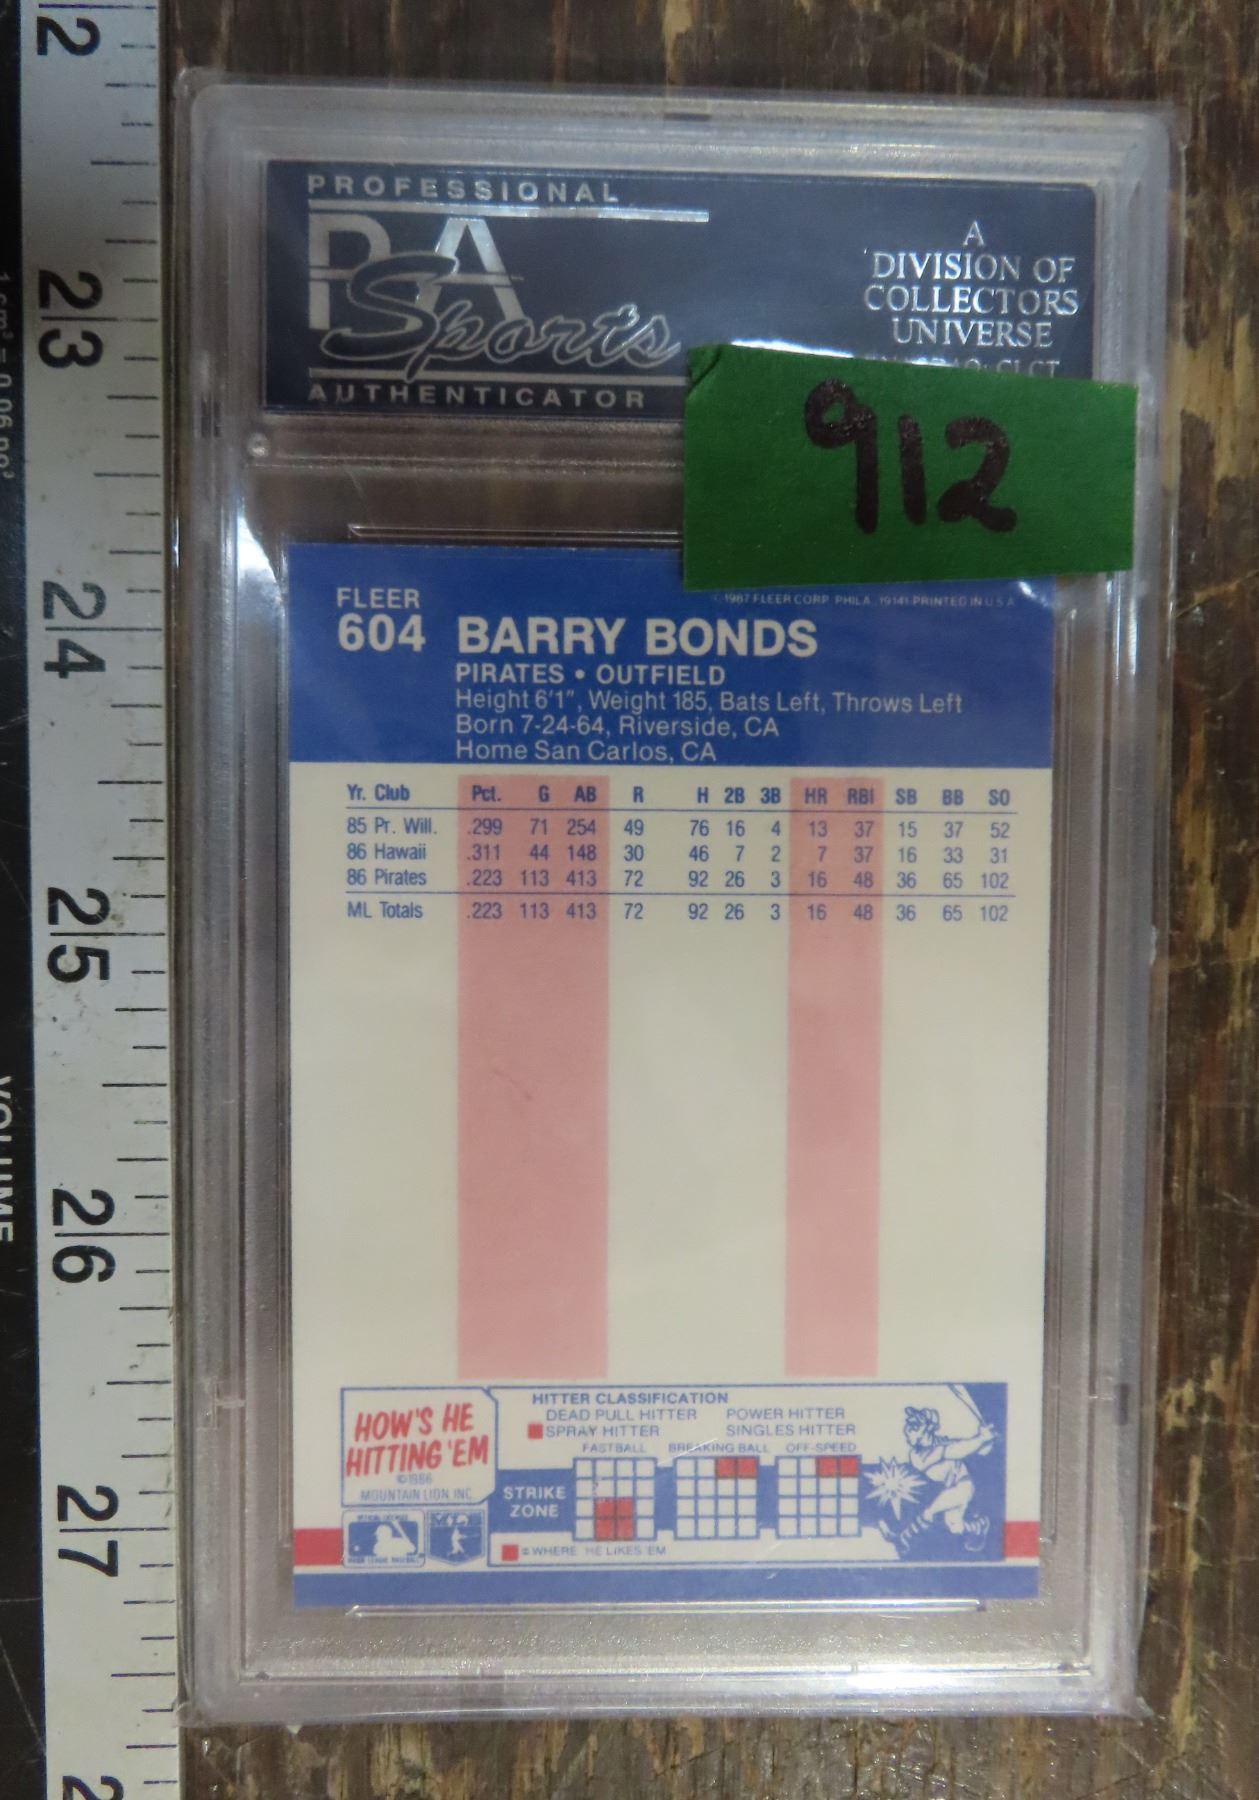 PROFESSIONAL
PSA
Sports
AUTHENTICATOR
A
DIVISION OF
COLLECTORS
UNIVERSE
CLCT
912
©1987 FLEER CORP. PHILA. 19141-PRINTED IN U S A
FLEER
604 BARRY BONDS
PIRATES • OUTFIELD
Height 6'1", Weight 185, Bats Left, Throws Left
Born 7-24-64, Riverside, CA
Home San Carlos, CA
Yr. Club Pct. G AB R H 2B 3B HR RBI SB BB SO
85 Pr. Will. .299 71 254 49 76 16 4 13 37 15 37 52
86 Hawaii .311 44 148 30 46 7 2 7 37 16 33 31
86 Pirates .223 113 413 72 92 26 3 16 48 36 65 102
ML Totals .223 113 413 72 92 26 3 16 48 36 65 102
HOW'S HE
HITTING 'EM
©1986
MOUNTAIN LION INC.
HITTER CLASSIFICATION
DEAD PULL HITTER POWER HITTER
SPRAY HITTER SINGLES HITTER
FASTBALL BREAKING BALL OFF-SPEED
STRIKE
ZONE
= WHERE HE LIKES 'EM
2
23
24
25
26
27
2
VOLUME